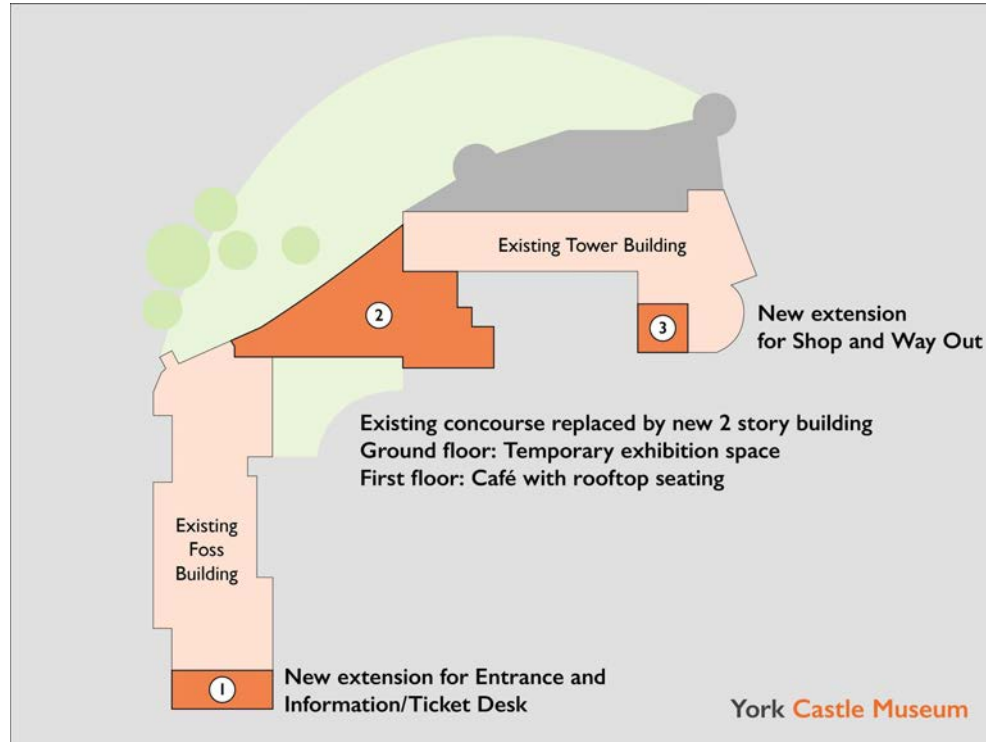 Existing Tower Building
2
3
New extension
for Shop and Way Out
Existing concourse replaced by new 2 story building
Ground floor: Temporary exhibition space
First floor: Café with rooftop seating
Existing
Foss
Building
1
New extension for Entrance and
Information/Ticket Desk
York Castle Museum